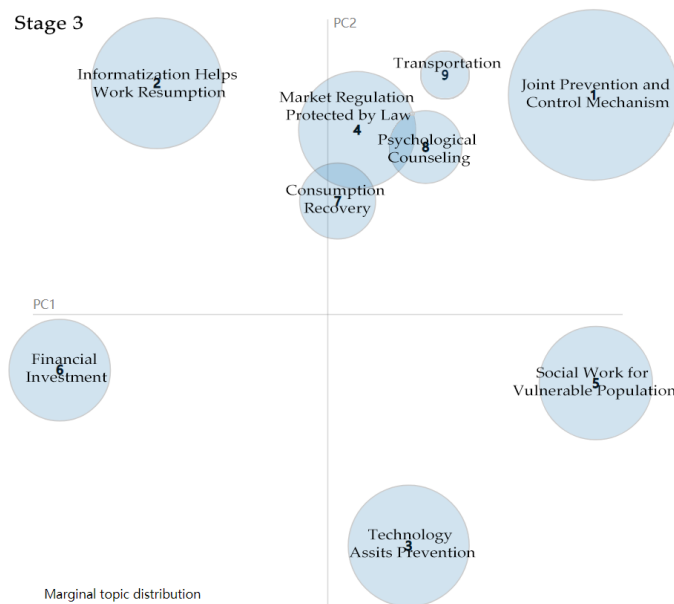 Stage 3
PC2
Informatization Helps
Work Resumption
2
Transportation
9
Market Regulation
Protected by Law
4
Psychological
Counseling
8
Joint Prevention and
Control Mechanism
1
Consumption
Recovery
7
PC1
Financial
Investment
6
Social Work for
Vulnerable Population
5
Technology
Assits Prevention
3
Marginal topic distribution